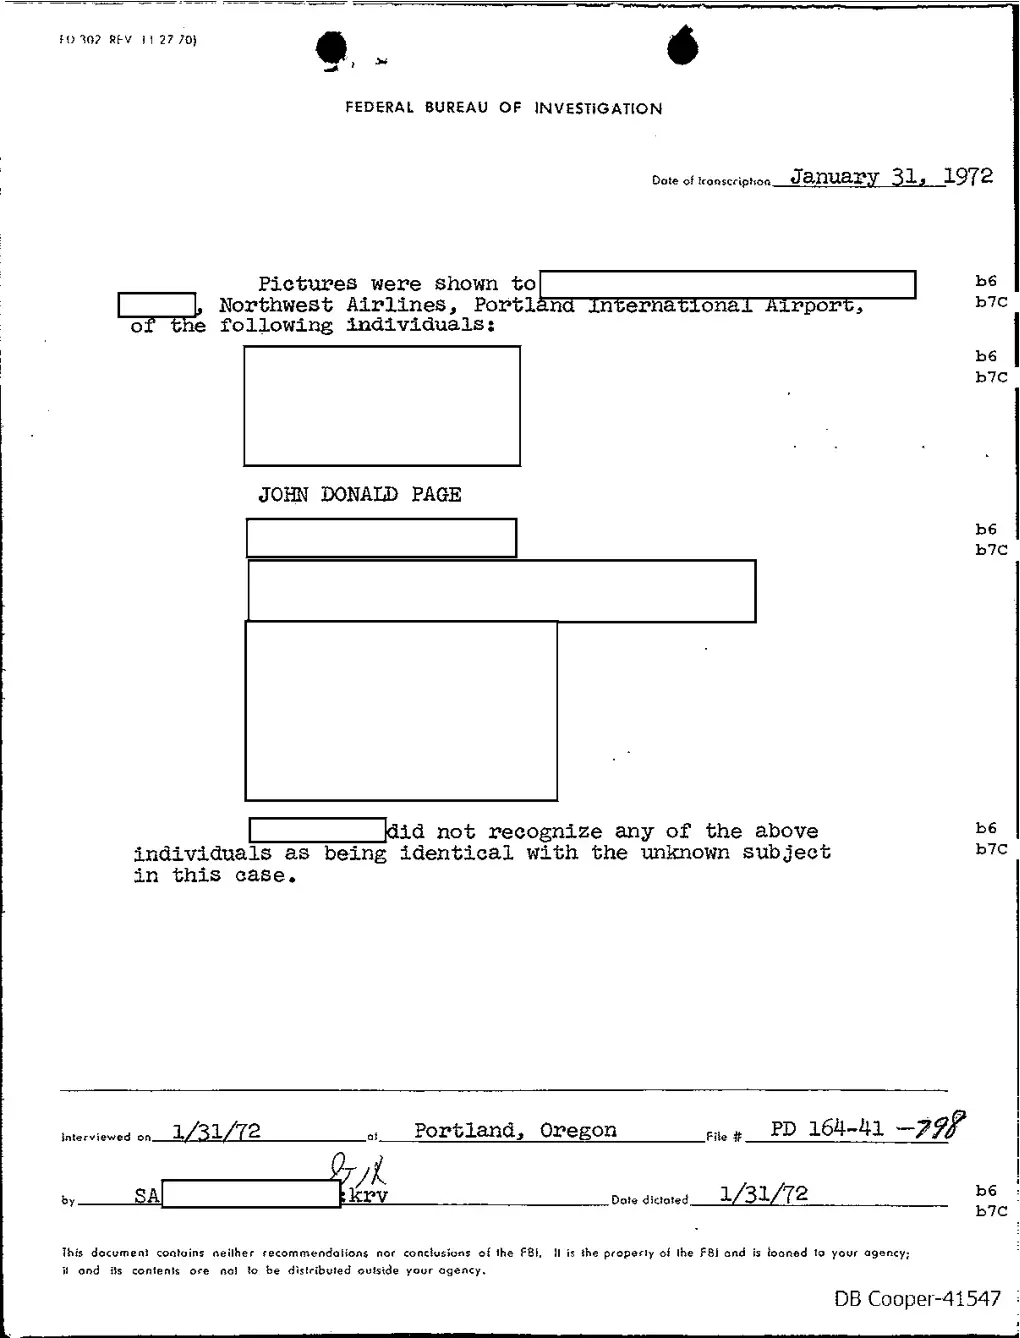 FD 302 REV 11 27 70)
FEDERAL BUREAU OF INVESTIGATION
Date of transcription January 31, 1972
Pictures were shown to
b6
, Northwest Airlines, Portland International Airport,
b7C
of the following individuals:
b6
b7C
JOHN DONALD PAGE
b6
b7C
did not recognize any of the above
b6
individuals as being identical with the unknown subject
b7C
in this case.
Interviewed on 1/31/72 at Portland, Oregon File # PD 164-41 -798
by SA :krv Date dictated 1/31/72
b6
b7C
This document contains neither recommendations nor conclusions of the FBI. It is the property of the FBI and is loaned to your agency;
it and its contents are not to be distributed outside your agency.
DB Cooper-41547